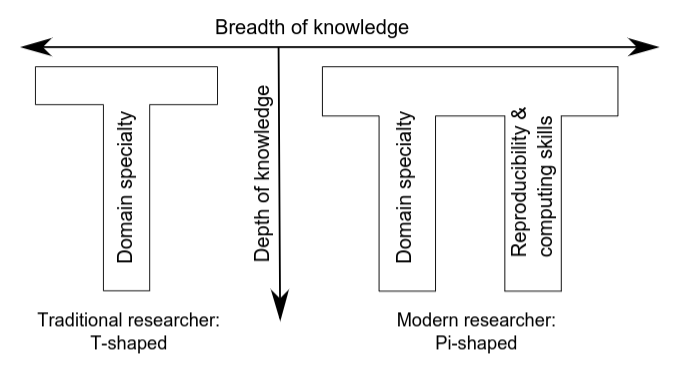 Breadth of knowledge
Domain specialty
Depth of knowledge
Domain specialty
Reproducibility &
computing skills
Traditional researcher:
T-shaped
Modern researcher:
Pi-shaped